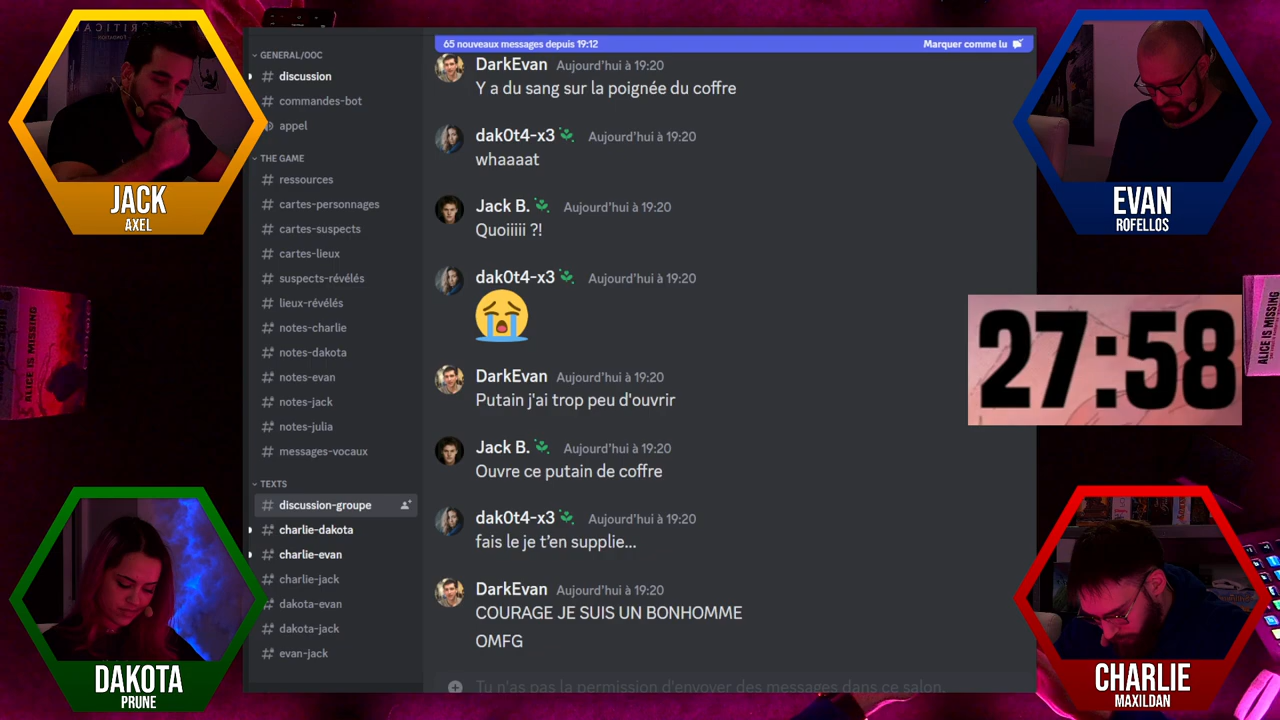 JACK
AXEL
EVAN
ROFELLOS
DAKOTA
PRUNE
CHARLIE
MAXILDAN
27:58
ALICE IS MISSING
ALICE IS MISSING
GENERAL/OOC
# discussion
# commandes-bot
appel
THE GAME
# ressources
# cartes-personnages
# cartes-suspects
# cartes-lieux
# suspects-révélés
# lieux-révélés
# notes-charlie
# notes-dakota
# notes-evan
# notes-jack
# notes-julia
# messages-vocaux
TEXTS
# discussion-groupe
# charlie-dakota
# charlie-evan
# charlie-jack
# dakota-evan
# dakota-jack
# evan-jack
65 nouveaux messages depuis 19:12 Marquer comme lu
DarkEvan Aujourd'hui à 19:20
Y a du sang sur la poignée du coffre
dak0t4-x3 Aujourd'hui à 19:20
whaaaat
Jack B. Aujourd'hui à 19:20
Quoiiiii ?!
dak0t4-x3 Aujourd'hui à 19:20
DarkEvan Aujourd'hui à 19:20
Putain j'ai trop peu d'ouvrir
Jack B. Aujourd'hui à 19:20
Ouvre ce putain de coffre
dak0t4-x3 Aujourd'hui à 19:20
fais le je t'en supplie...
DarkEvan Aujourd'hui à 19:20
COURAGE JE SUIS UN BONHOMME
OMFG
Tu n'as pas la permission d'envoyer des messages dans ce salon.